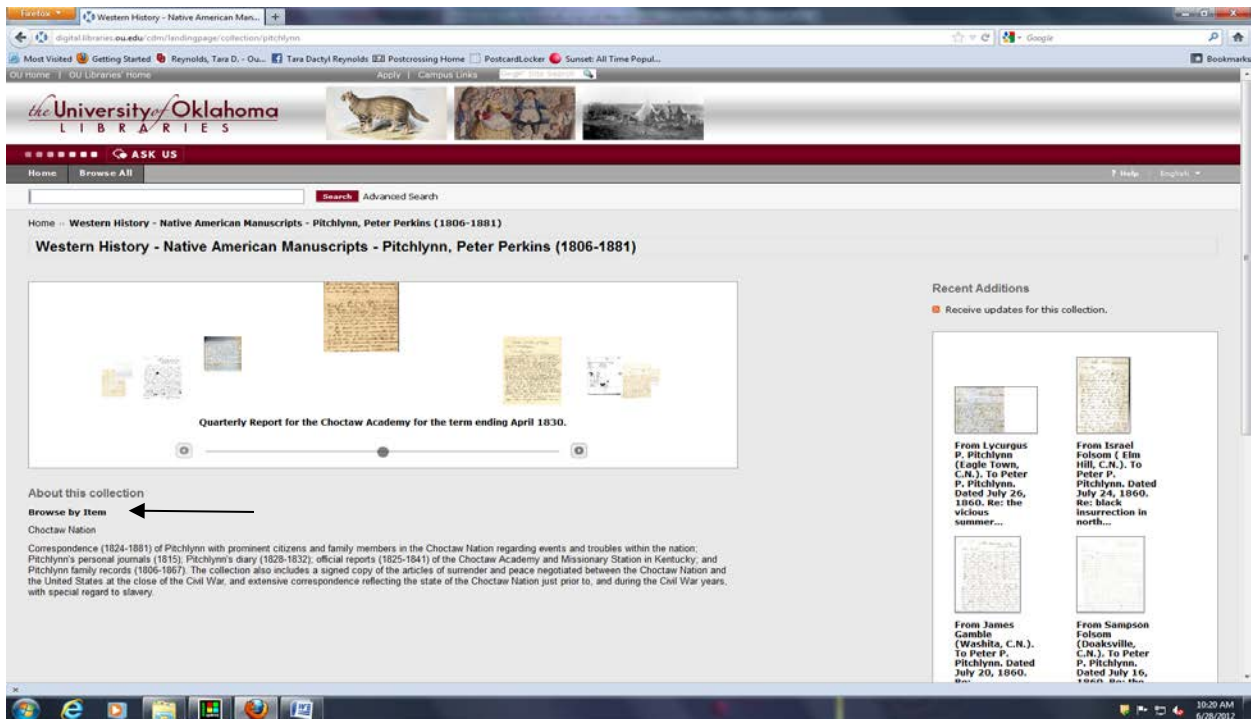 Firefox
Western History - Native American Man...
digital.libraries.ou.edu/cdm/landingpage/collection/pitchlynn
Google
Most Visited Getting Started Reynolds, Tara D. - Ou... Tara Dactyl Reynolds Postcrossing Home PostcardLocker Sunset: All Time Popul... Bookmarks
OU Home | OU Libraries' Home Apply | Campus Links
the University of Oklahoma
LIBRARIES
ASK US
Home Browse All ? Help English
Search Advanced Search
Home Western History - Native American Manuscripts - Pitchlynn, Peter Perkins (1806-1881)
Western History - Native American Manuscripts - Pitchlynn, Peter Perkins (1806-1881)
Quarterly Report for the Choctaw Academy for the term ending April 1830.
About this collection
Browse by Item
Choctaw Nation
Correspondence (1824-1881) of Pitchlynn with prominent citizens and family members in the Choctaw Nation regarding events and troubles within the nation;
Pitchlynn's personal journals (1815); Pitchlynn's diary (1828-1832); official reports (1825-1841) of the Choctaw Academy and Missionary Station in Kentucky; and
Pitchlynn family records (1806-1867). The collection also includes a signed copy of the articles of surrender and peace negotiated between the Choctaw Nation and
the United States at the close of the Civil War, and extensive correspondence reflecting the state of the Choctaw Nation just prior to, and during the Civil War years,
with special regard to slavery.
Recent Additions
Receive updates for this collection.
From Lycurgus
P. Pitchlynn
(Eagle Town,
C.N.). To Peter
P. Pitchlynn.
Dated July 26,
1860. Re: the
vicious
summer...
From Israel
Folsom ( Elm
Hill, C.N.). To
Peter P.
Pitchlynn. Dated
July 24, 1860.
Re: black
insurrection in
north...
From James
Gamble
(Washita, C.N.).
To Peter P.
Pitchlynn. Dated
July 20, 1860.
Re:
From Sampson
Folsom
(Doaksville,
C.N.). To Peter
P. Pitchlynn.
Dated July 16,
1860. Re: the
10:20 AM
6/28/2012